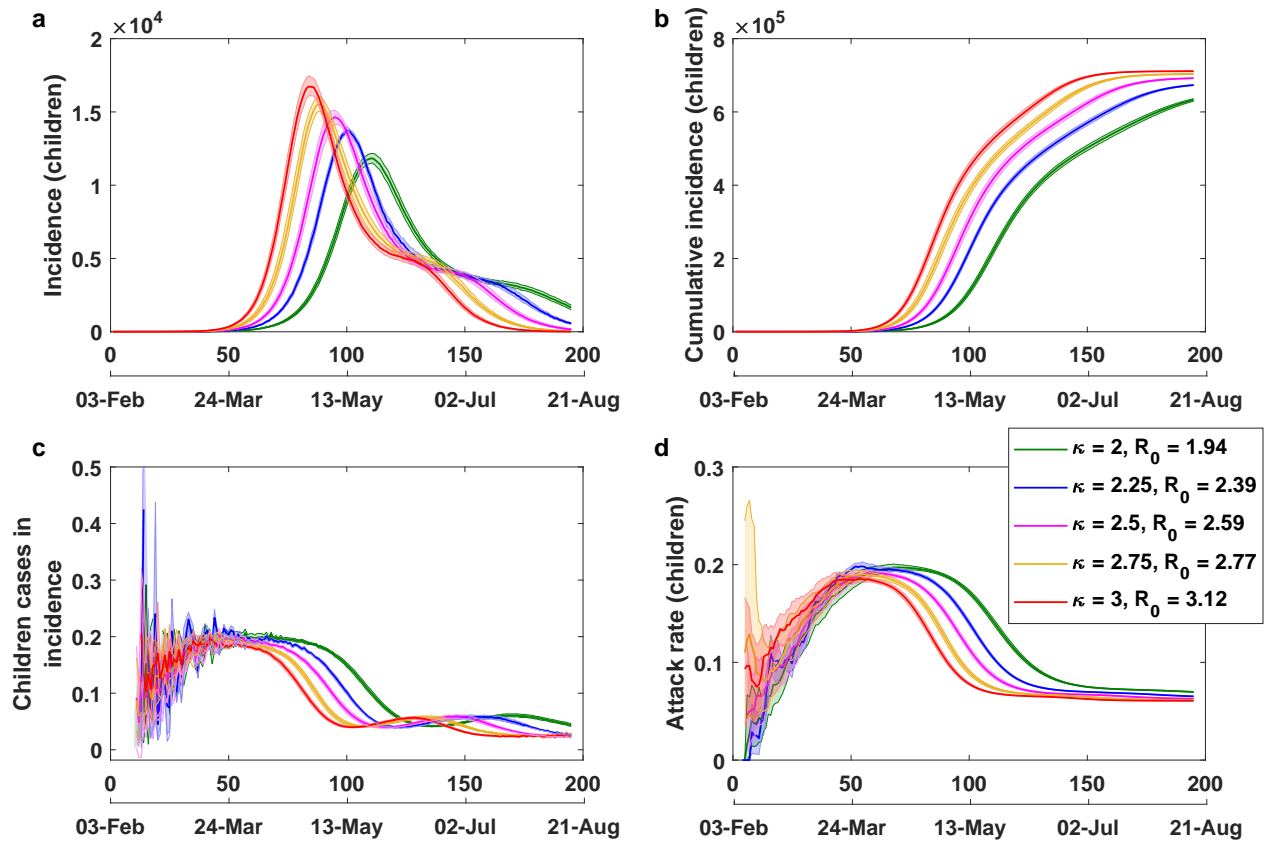 a
×10⁴
Incidence (children)
2
1.5
1
0.5
0
0 50 100 150 200
03-Feb 24-Mar 13-May 02-Jul 21-Aug
b
×10⁵
Cumulative incidence (children)
8
6
4
2
0
0 50 100 150 200
03-Feb 24-Mar 13-May 02-Jul 21-Aug
c
Children cases in
incidence
0.5
0.4
0.3
0.2
0.1
0
0 50 100 150 200
03-Feb 24-Mar 13-May 02-Jul 21-Aug
d
Attack rate (children)
0.3
0.2
0.1
0
0 50 100 150 200
03-Feb 24-Mar 13-May 02-Jul 21-Aug
κ = 2, R₀ = 1.94
κ = 2.25, R₀ = 2.39
κ = 2.5, R₀ = 2.59
κ = 2.75, R₀ = 2.77
κ = 3, R₀ = 3.12